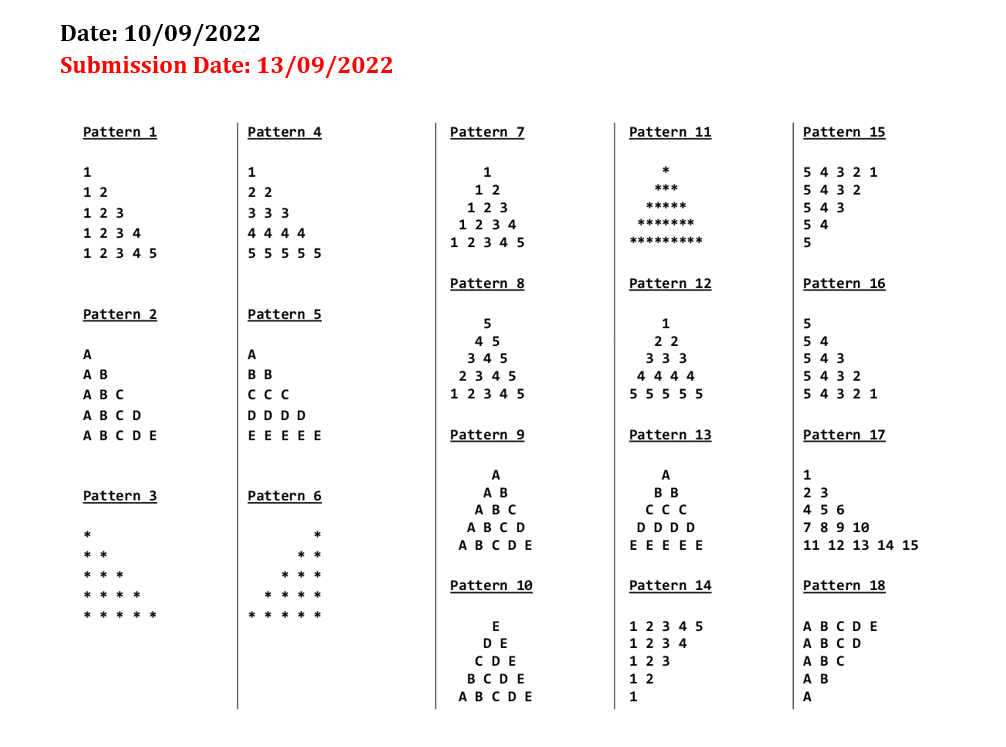 Date: 10/09/2022
Submission Date: 13/09/2022
Pattern 1
1
1 2
1 2 3
1 2 3 4
1 2 3 4 5
Pattern 2
A
A B
A B C
A B C D
A B C D E
Pattern 3
*
* *
* * *
* * * *
* * * * *
Pattern 4
1
2 2
3 3 3
4 4 4 4
5 5 5 5 5
Pattern 5
A
B B
C C C
D D D D
E E E E E
Pattern 6
*
* *
* * *
* * * *
* * * * *
Pattern 7
1
1 2
1 2 3
1 2 3 4
1 2 3 4 5
Pattern 8
5
4 5
3 4 5
2 3 4 5
1 2 3 4 5
Pattern 9
A
A B
A B C
A B C D
A B C D E
Pattern 10
E
D E
C D E
B C D E
A B C D E
Pattern 11
*
***
*****
*******
*********
Pattern 12
1
2 2
3 3 3
4 4 4 4
5 5 5 5 5
Pattern 13
A
B B
C C C
D D D D
E E E E E
Pattern 14
1 2 3 4 5
1 2 3 4
1 2 3
1 2
1
Pattern 15
5 4 3 2 1
5 4 3 2
5 4 3
5 4
5
Pattern 16
5
5 4
5 4 3
5 4 3 2
5 4 3 2 1
Pattern 17
1
2 3
4 5 6
7 8 9 10
11 12 13 14 15
Pattern 18
A B C D E
A B C D
A B C
A B
A